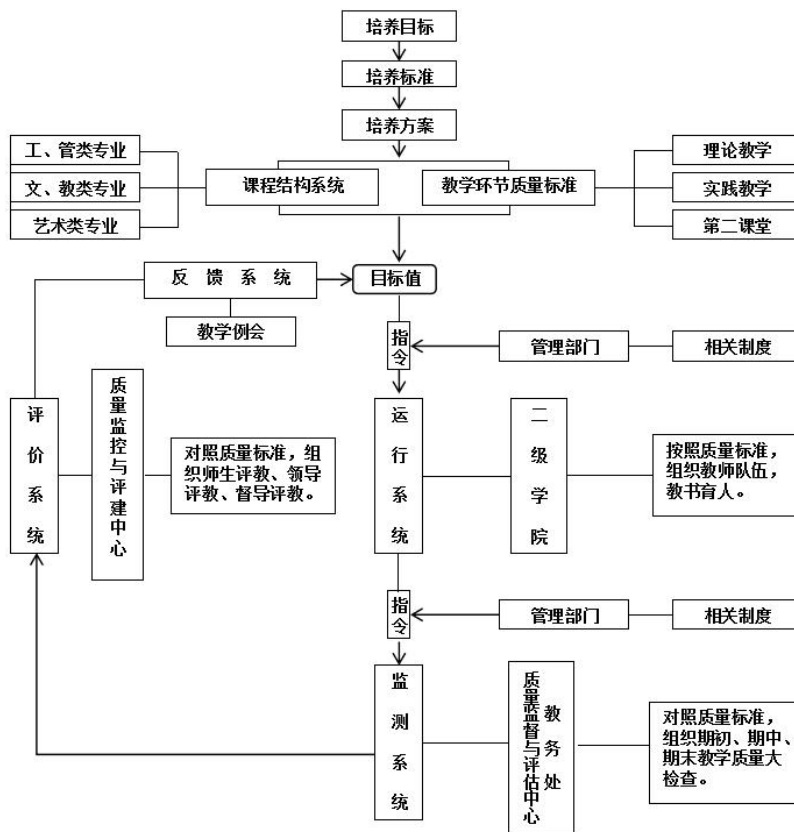 培养目标
培养标准
培养方案
工、管类专业
文、教类专业
艺术类专业
课程结构系统
教学环节质量标准
理论教学
实践教学
第二课堂
反馈系统
目标值
教学例会
指令
管理部门
相关制度
评价系统
质量监控与评建中心
对照质量标准，组
织师生评教、领导
评教、督导评教。
运行系统
二级学院
按照质量标准，
组织教师队伍，
教书育人。
指令
管理部门
相关制度
监测系统
教务处
质量监督与评估中心
对照质量标准，
组织期初、期中、
期末教学质量大
检查。